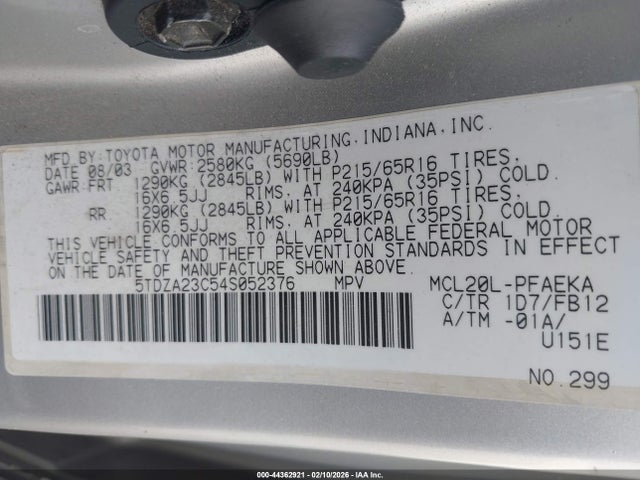 MFD.BY:TOYOTA MOTOR MANUFACTURING,INDIANA,INC.
DATE 08/03 GVWR 2580KG (5690LB)
GAWR:FRT 1290KG (2845LB) WITH P215/65R16 TIRES.
16X6.5JJ RIMS. AT 240KPA (35PSI) COLD.
RR 1290KG (2845LB) WITH P215/65R16 TIRES.
16X6.5JJ RIMS. AT 240KPA (35PSI) COLD.
THIS VEHICLE CONFORMS TO ALL APPLICABLE FEDERAL MOTOR
VEHICLE SAFETY AND THEFT PREVENTION STANDARDS IN EFFECT
ON THE DATE OF MANUFACTURE SHOWN ABOVE.
5TDZA23C54S052376 MPV MCL20L-PFAEKA
C/TR 1D7/FB12
A/TM -01A/
U151E
NO.299
000-44362921 - 02/10/2026 - IAA Inc.